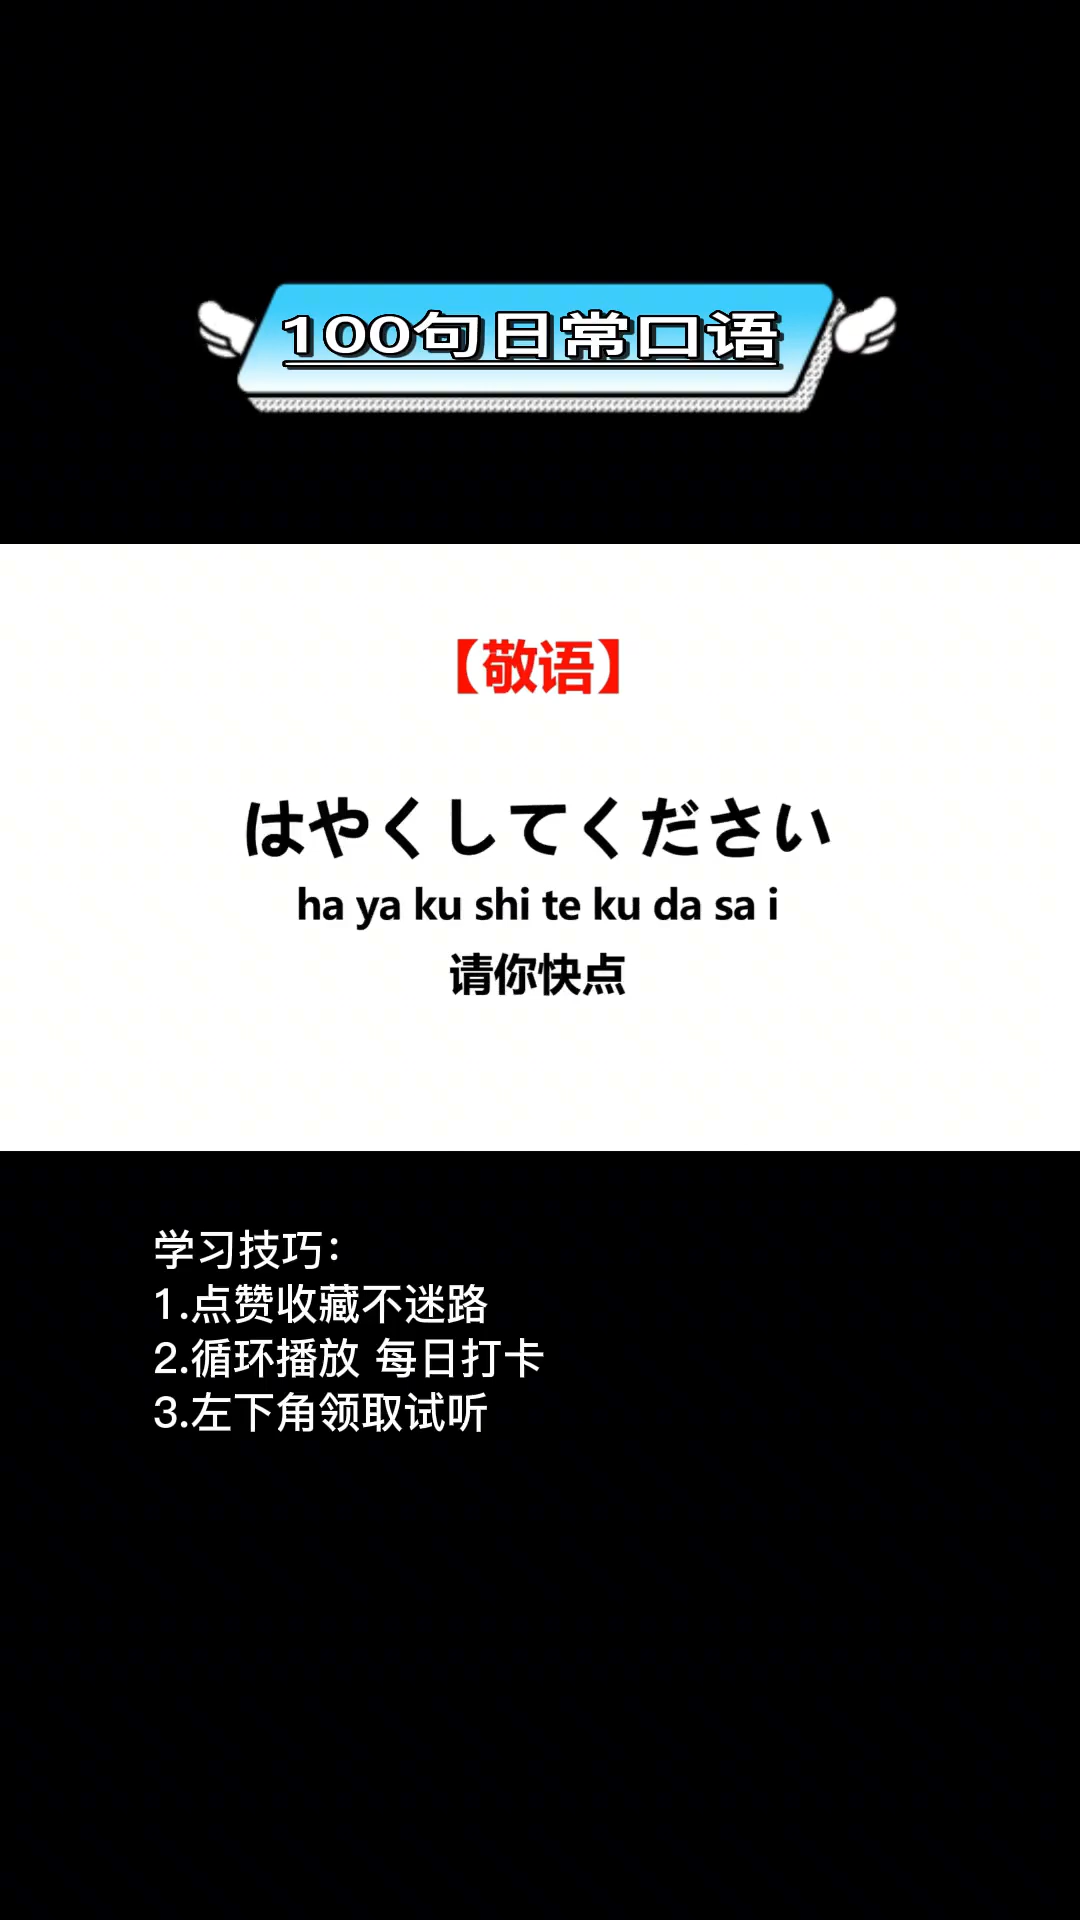 100句日常口语
【敬语】
はやくしてください
ha ya ku shi te ku da sa i
请你快点
学习技巧：
1.点赞收藏不迷路
2.循环播放 每日打卡
3.左下角领取试听